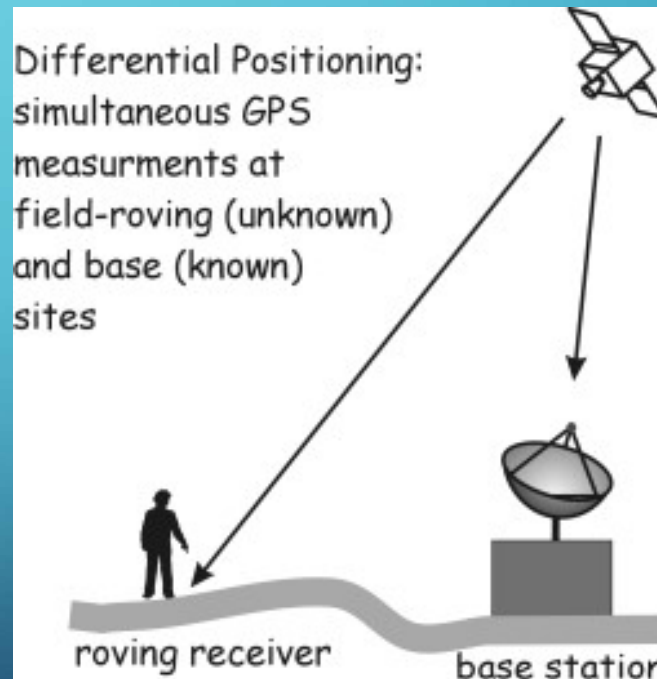 Differential Positioning:
simultaneous GPS
measurments at
field-roving (unknown)
and base (known)
sites
roving receiver
base station